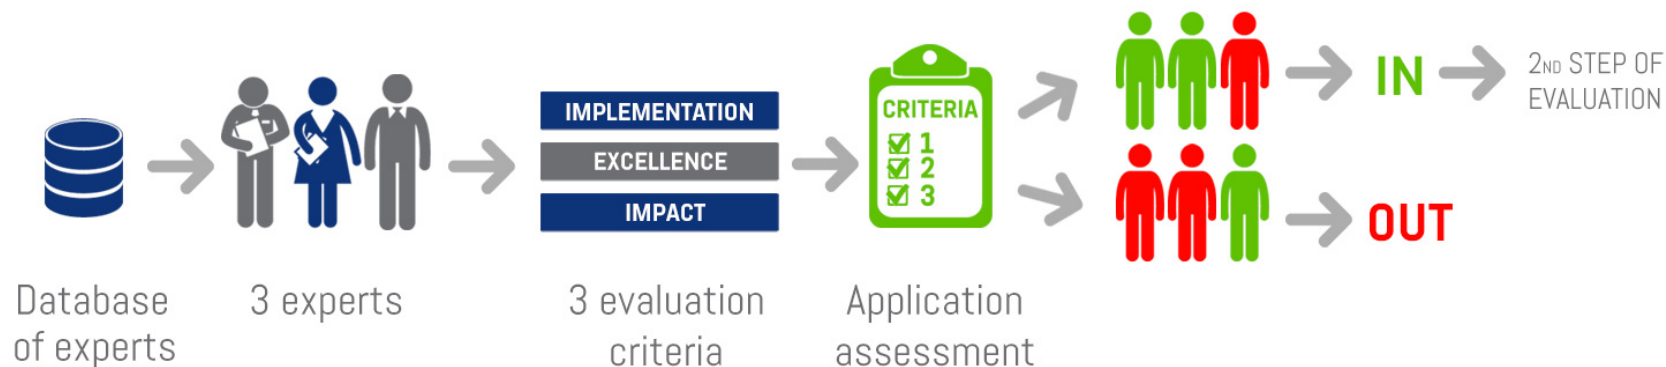 Database
of experts
3 experts
IMPLEMENTATION
EXCELLENCE
IMPACT
3 evaluation
criteria
CRITERIA
1
2
3
Application
assessment
IN
2ND STEP OF
EVALUATION
OUT